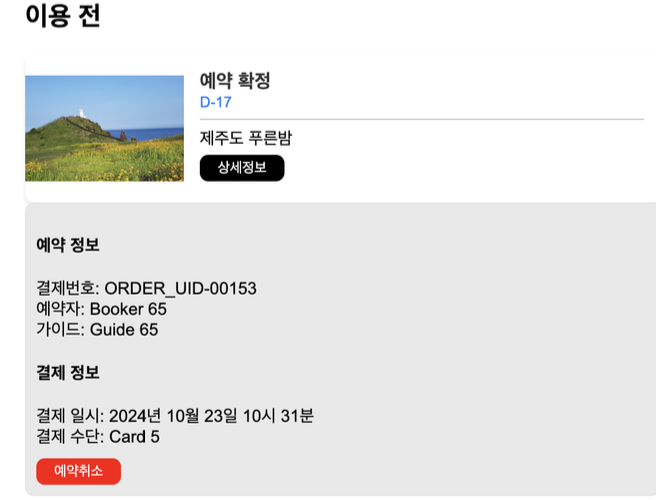 이용 전
예약 확정
D-17
제주도 푸른밤
상세정보
예약 정보
결제번호: ORDER_UID-00153
예약자: Booker 65
가이드: Guide 65
결제 정보
결제 일시: 2024년 10월 23일 10시 31분
결제 수단: Card 5
예약취소